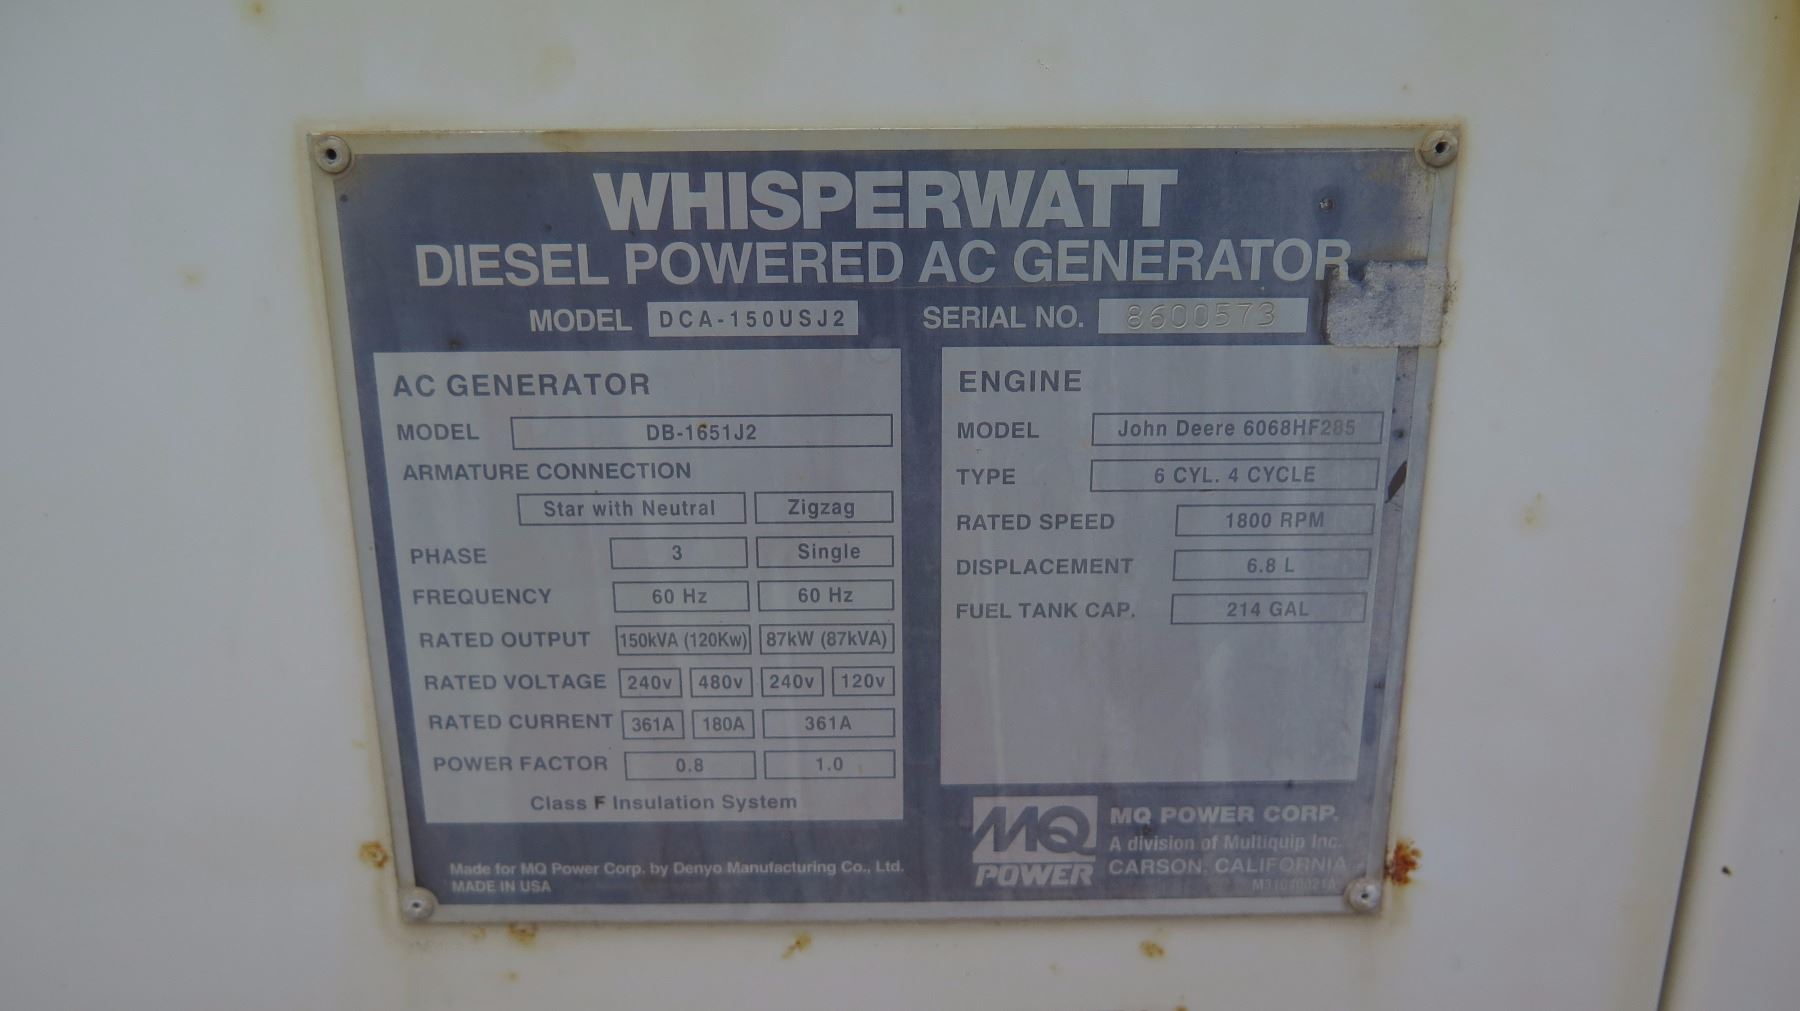 WHISPERWATT
DIESEL POWERED AC GENERATOR
MODEL DCA-150USJ2 SERIAL NO. 8600573
AC GENERATOR
MODEL DB-1651J2
ARMATURE CONNECTION
Star with Neutral Zigzag
PHASE 3 Single
FREQUENCY 60 Hz 60 Hz
RATED OUTPUT 150kVA (120Kw) 87kW (87kVA)
RATED VOLTAGE 240v 480v 240v 120v
RATED CURRENT 361A 180A 361A
POWER FACTOR 0.8 1.0
Class F Insulation System
ENGINE
MODEL John Deere 6068HF285
TYPE 6 CYL. 4 CYCLE
RATED SPEED 1800 RPM
DISPLACEMENT 6.8 L
FUEL TANK CAP. 214 GAL
Made for MQ Power Corp. by Denyo Manufacturing Co., Ltd.
MADE IN USA
MQ
POWER
MQ POWER CORP.
A division of Multiquip Inc.
CARSON, CALIFORNIA